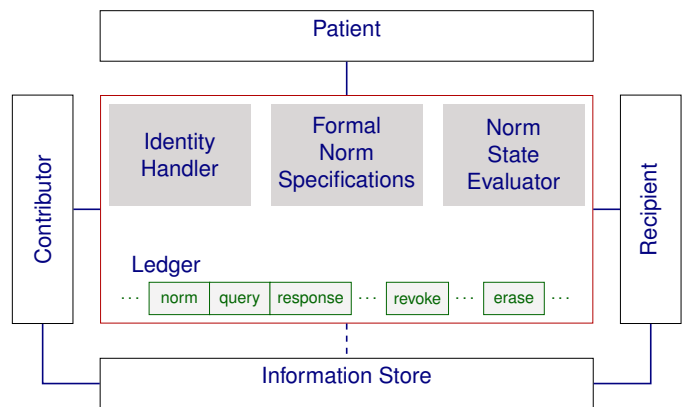 Patient
Contributor
Identity
Handler
Formal
Norm
Specifications
Norm
State
Evaluator
Recipient
Ledger
··· norm query response ··· revoke ··· erase ···
Information Store